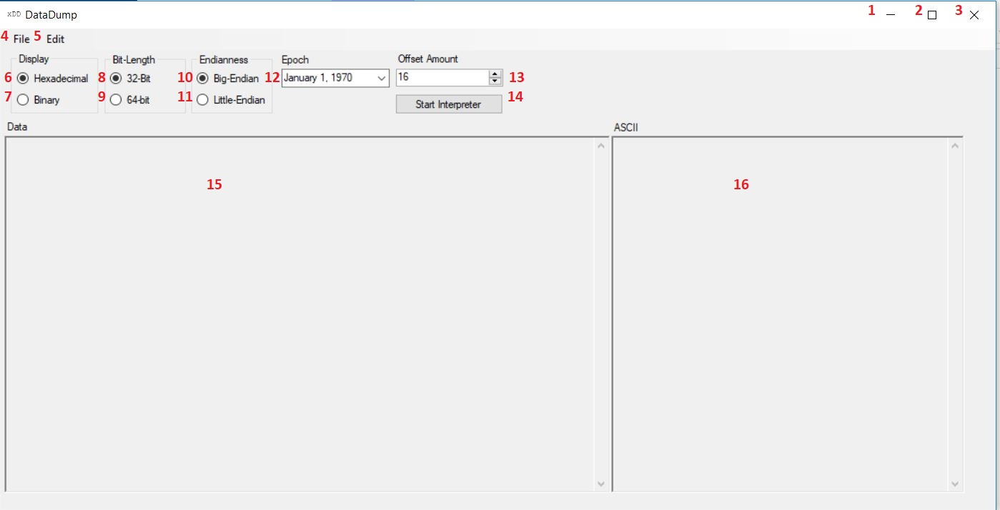 xDD DataDump 1 2 3
4 File 5 Edit
Display Bit-Length Endianness Epoch Offset Amount
6 Hexadecimal 8 32-Bit 10 Big-Endian 12 January 1, 1970 16 13
7 Binary 9 64-bit 11 Little-Endian Start Interpreter 14
Data ASCII
15 16